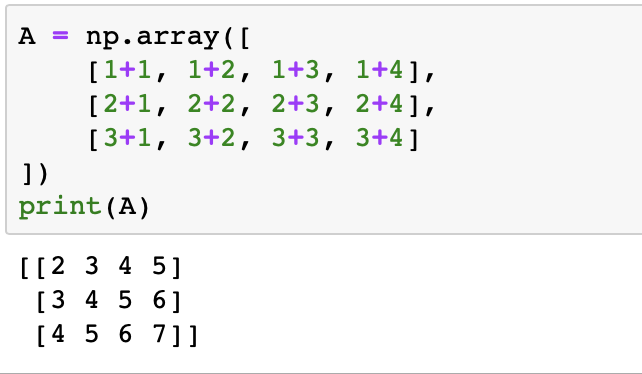 A = np.array([
    [1+1, 1+2, 1+3, 1+4],
    [2+1, 2+2, 2+3, 2+4],
    [3+1, 3+2, 3+3, 3+4]
])
print(A)
[[2 3 4 5]
 [3 4 5 6]
 [4 5 6 7]]